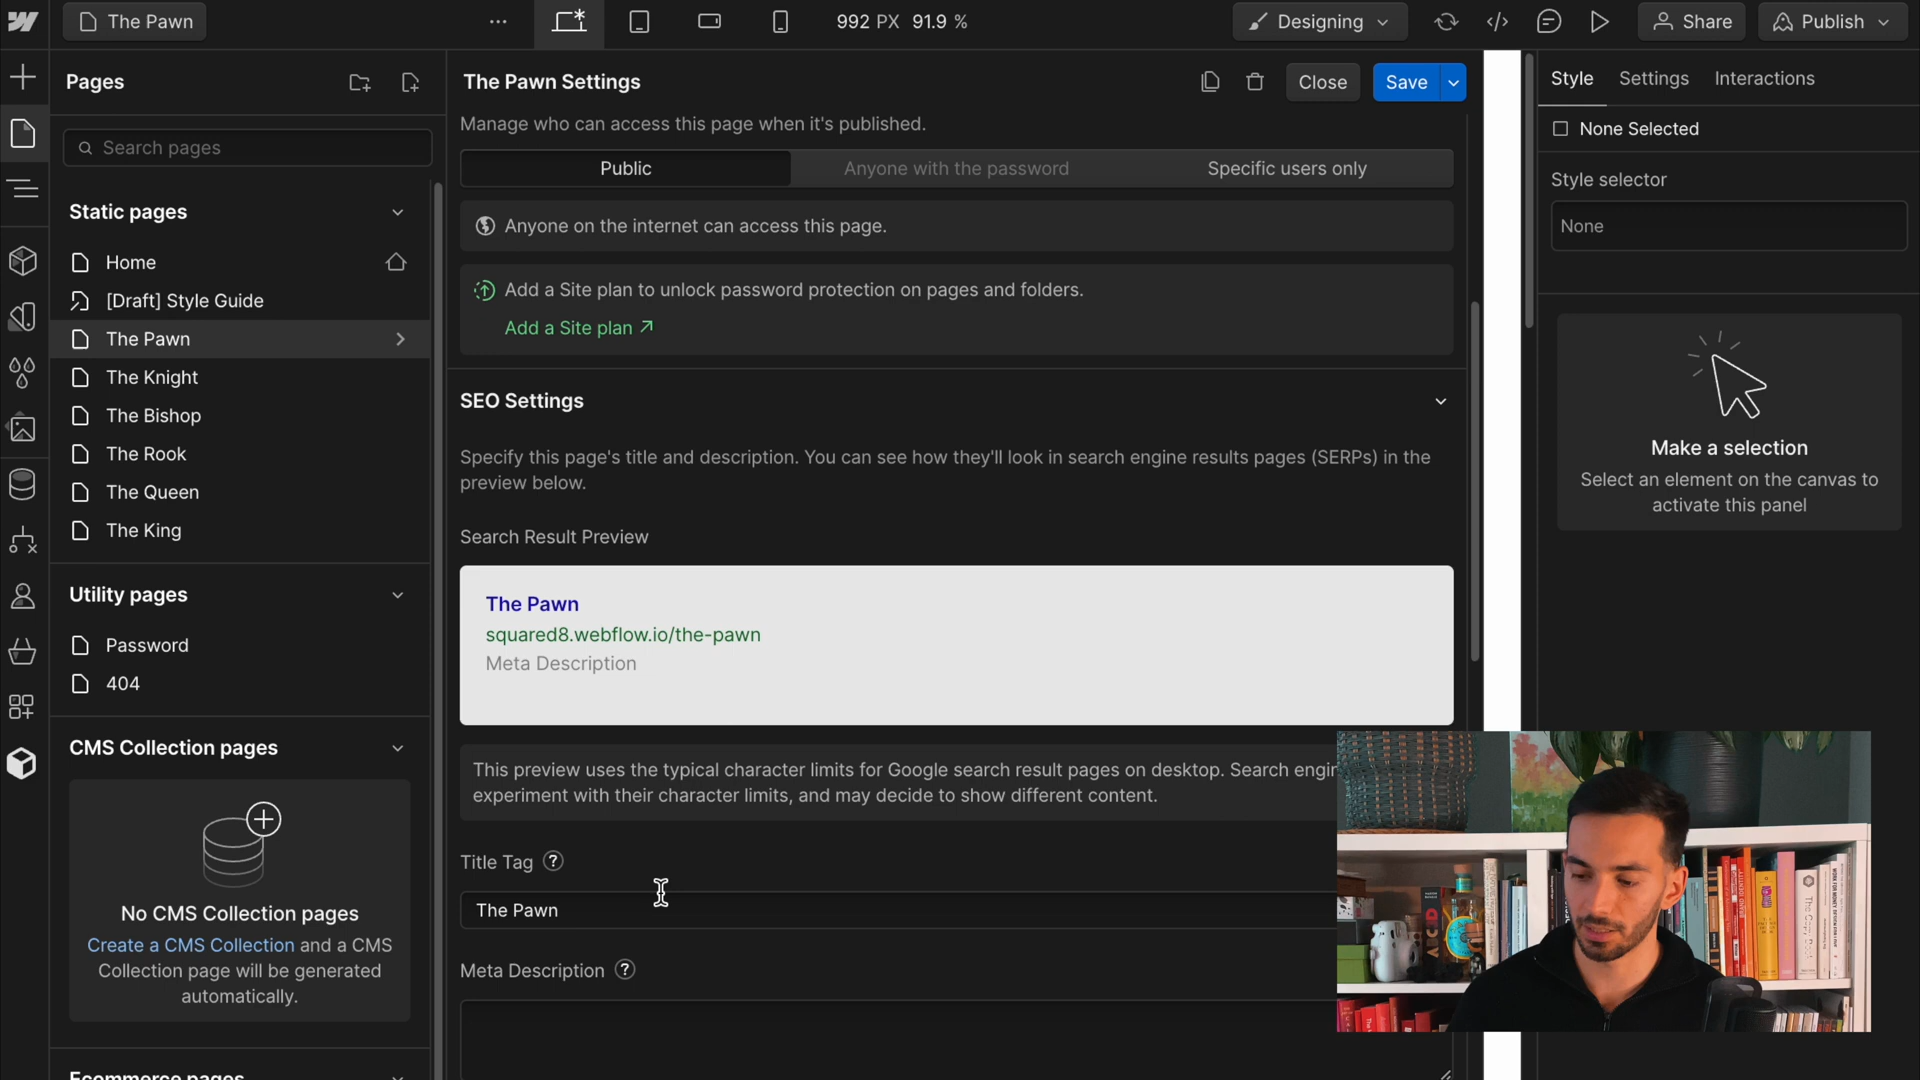 The Pawn
992 PX 91.9 %
Designing
Share
Publish
Pages
Search pages
Static pages
Home
[Draft] Style Guide
The Pawn
The Knight
The Bishop
The Rook
The Queen
The King
Utility pages
Password
404
CMS Collection pages
No CMS Collection pages
Create a CMS Collection and a CMS
Collection page will be generated
automatically.
Ecommerce pages
The Pawn Settings
Close
Save
Manage who can access this page when it's published.
Public
Anyone with the password
Specific users only
Anyone on the internet can access this page.
Add a Site plan to unlock password protection on pages and folders.
Add a Site plan
SEO Settings
Specify this page's title and description. You can see how they'll look in search engine results pages (SERPs) in the
preview below.
Search Result Preview
The Pawn
squared8.webflow.io/the-pawn
Meta Description
This preview uses the typical character limits for Google search result pages on desktop. Search engin
experiment with their character limits, and may decide to show different content.
Title Tag ?
The Pawn
Meta Description ?
Style
Settings
Interactions
None Selected
Style selector
None
Make a selection
Select an element on the canvas to
activate this panel